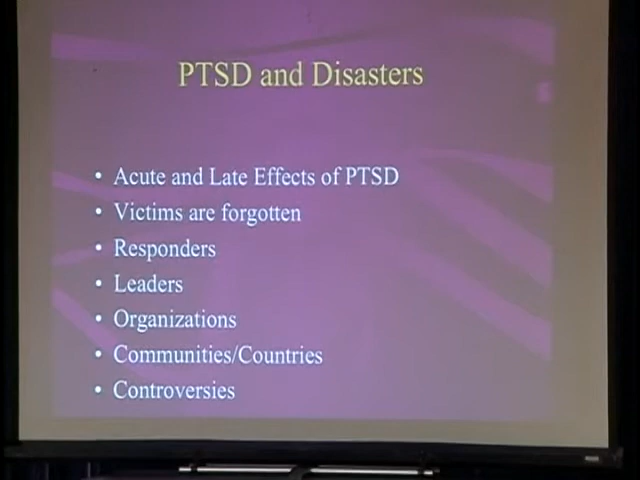 PTSD and Disasters
• Acute and Late Effects of PTSD
• Victims are forgotten
• Responders
• Leaders
• Organizations
• Communities/Countries
• Controversies